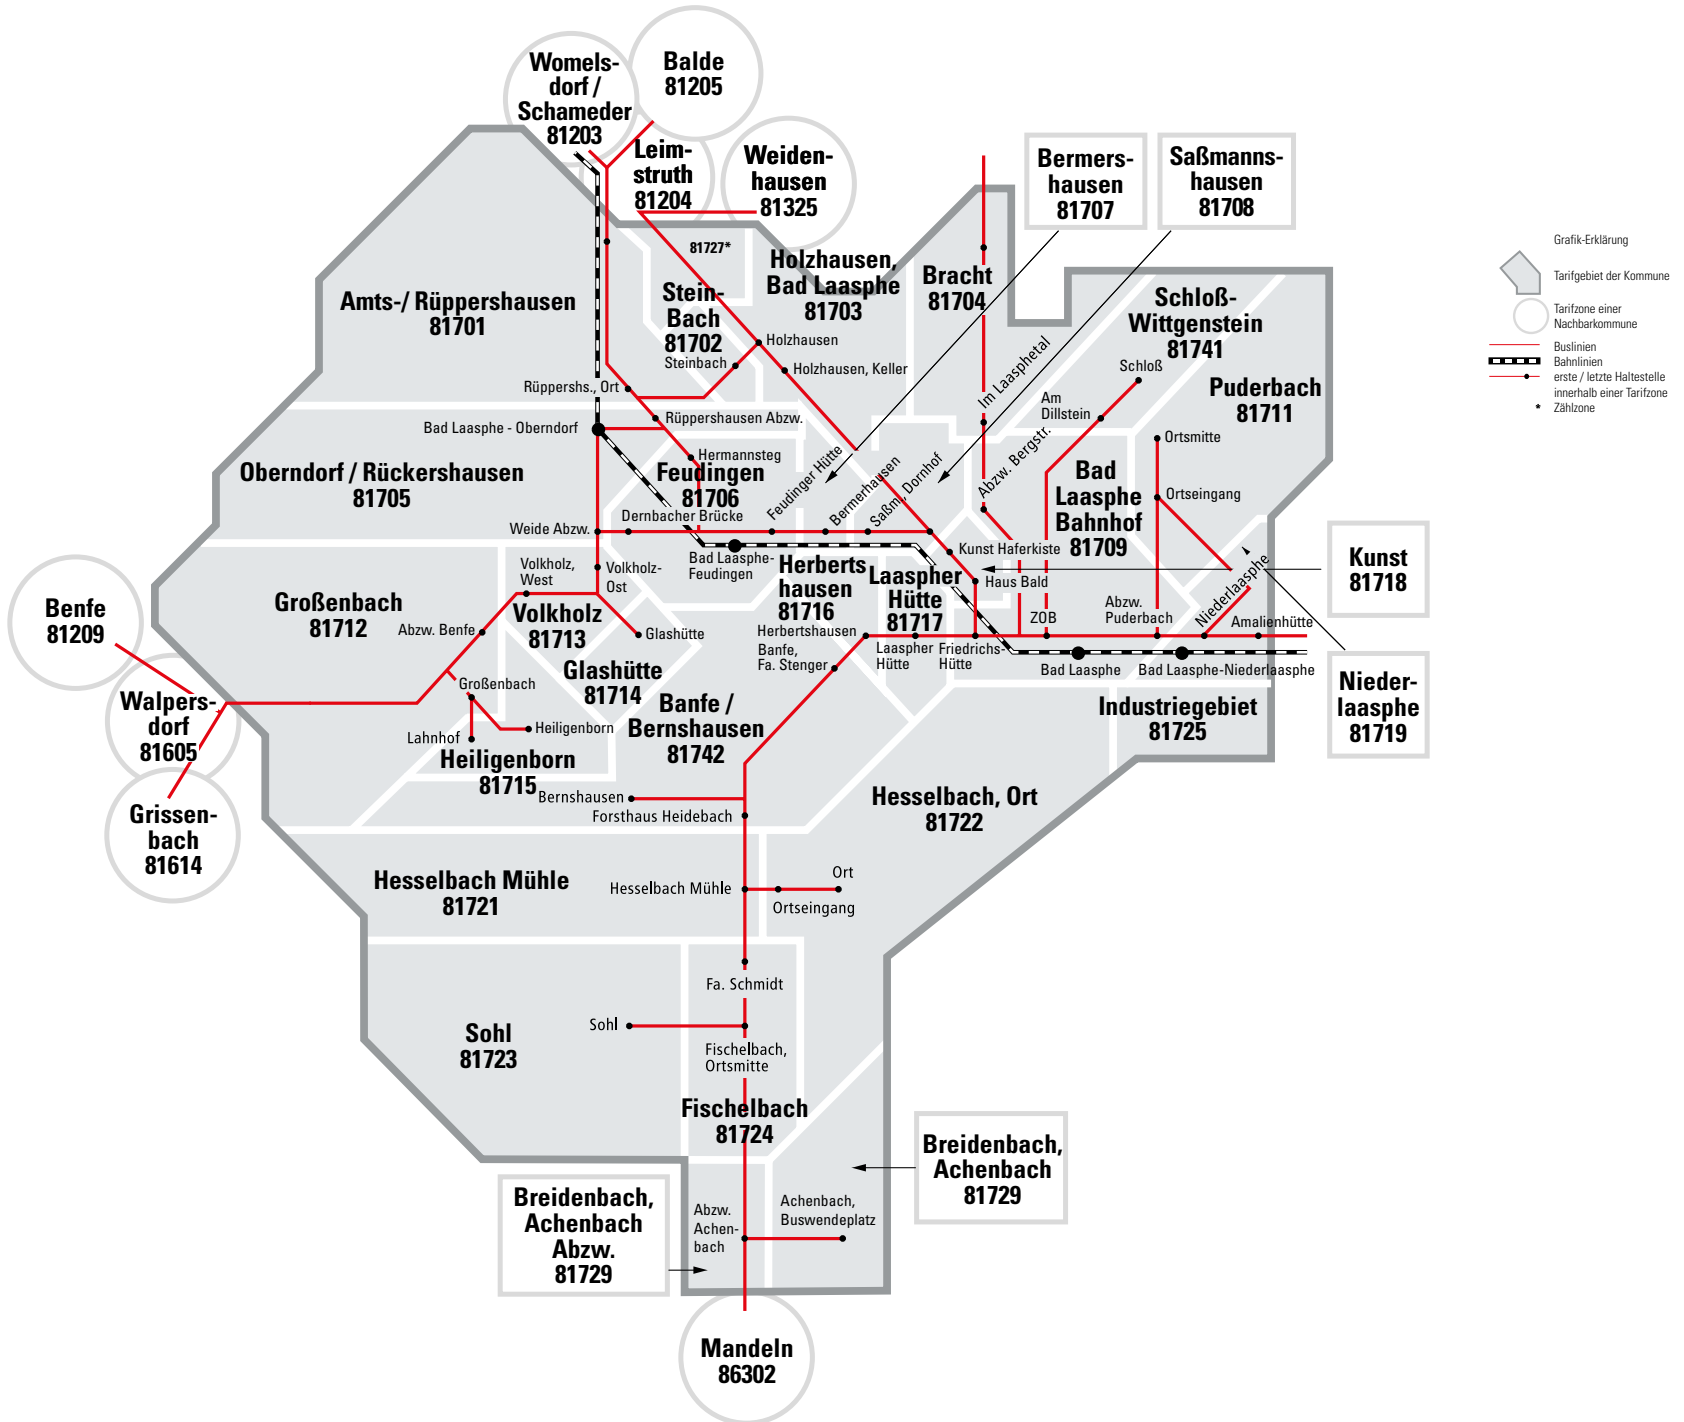 Womels-
dorf /
Schameder
81203
Balde
81205
Leim-
struth
81204
Weiden-
hausen
81325
Bermers-
hausen
81707
Saßmanns-
hausen
81708
Grafik-Erklärung
Tarifgebiet der Kommune
Tarifzone einer
Nachbarkommune
Buslinien
Bahnlinien
erste / letzte Haltestelle
innerhalb einer Tarifzone
* Zählzone
81727*
Holzhausen,
Bad Laasphe
81703
Bracht
81704
Amts-/ Rüppershausen
81701
Stein-
Bach
81702
Schloß-
Wittgenstein
81741
Puderbach
81711
Holzhausen
Steinbach
Holzhausen, Keller
Im Laasphetal
Schloß
Am
Dillstein
Rüppershs., Ort
Rüppershausen Abzw.
Bad Laasphe - Oberndorf
Hermannsteg
Ortsmitte
Oberndorf / Rückershausen
81705
Feudingen
81706
Feudinger Hütte
Bermerhausen
Saßm., Dornhof
Abzw. Bergstr.
Bad
Laasphe
Bahnhof
81709
Ortseingang
Weide Abzw.
Dernbacher Brücke
Bad Laasphe-
Feudingen
Kunst Haferkiste
Haus Bald
Kunst
81718
Volkholz,
West
Volkholz-
Ost
Herberts
hausen
81716
Laaspher
Hütte
81717
Niederlaasphe
Benfe
81209
Großenbach
81712
Volkholz
81713
Abzw. Benfe
Glashütte
Herbertshausen
Banfe,
Fa. Stenger
Laaspher
Hütte
Friedrichs-
Hütte
ZOB
Abzw.
Puderbach
Amalienhütte
Bad Laasphe
Bad Laasphe-Niederlaasphe
Glashütte
81714
Nieder-
laasphe
81719
Walpers-
dorf
81605
Großenbach
Heiligenborn
Lahnhof
Heiligenborn
81715
Banfe /
Bernshausen
81742
Industriegebiet
81725
Bernshausen
Forsthaus Heidebach
Hesselbach, Ort
81722
Grissen-
bach
81614
Hesselbach Mühle
81721
Hesselbach Mühle
Ort
Ortseingang
Fa. Schmidt
Sohl
81723
Sohl
Fischelbach,
Ortsmitte
Fischelbach
81724
Breidenbach,
Achenbach
81729
Breidenbach,
Achenbach
Abzw.
81729
Abzw.
Achen-
bach
Achenbach,
Buswendeplatz
Mandeln
86302